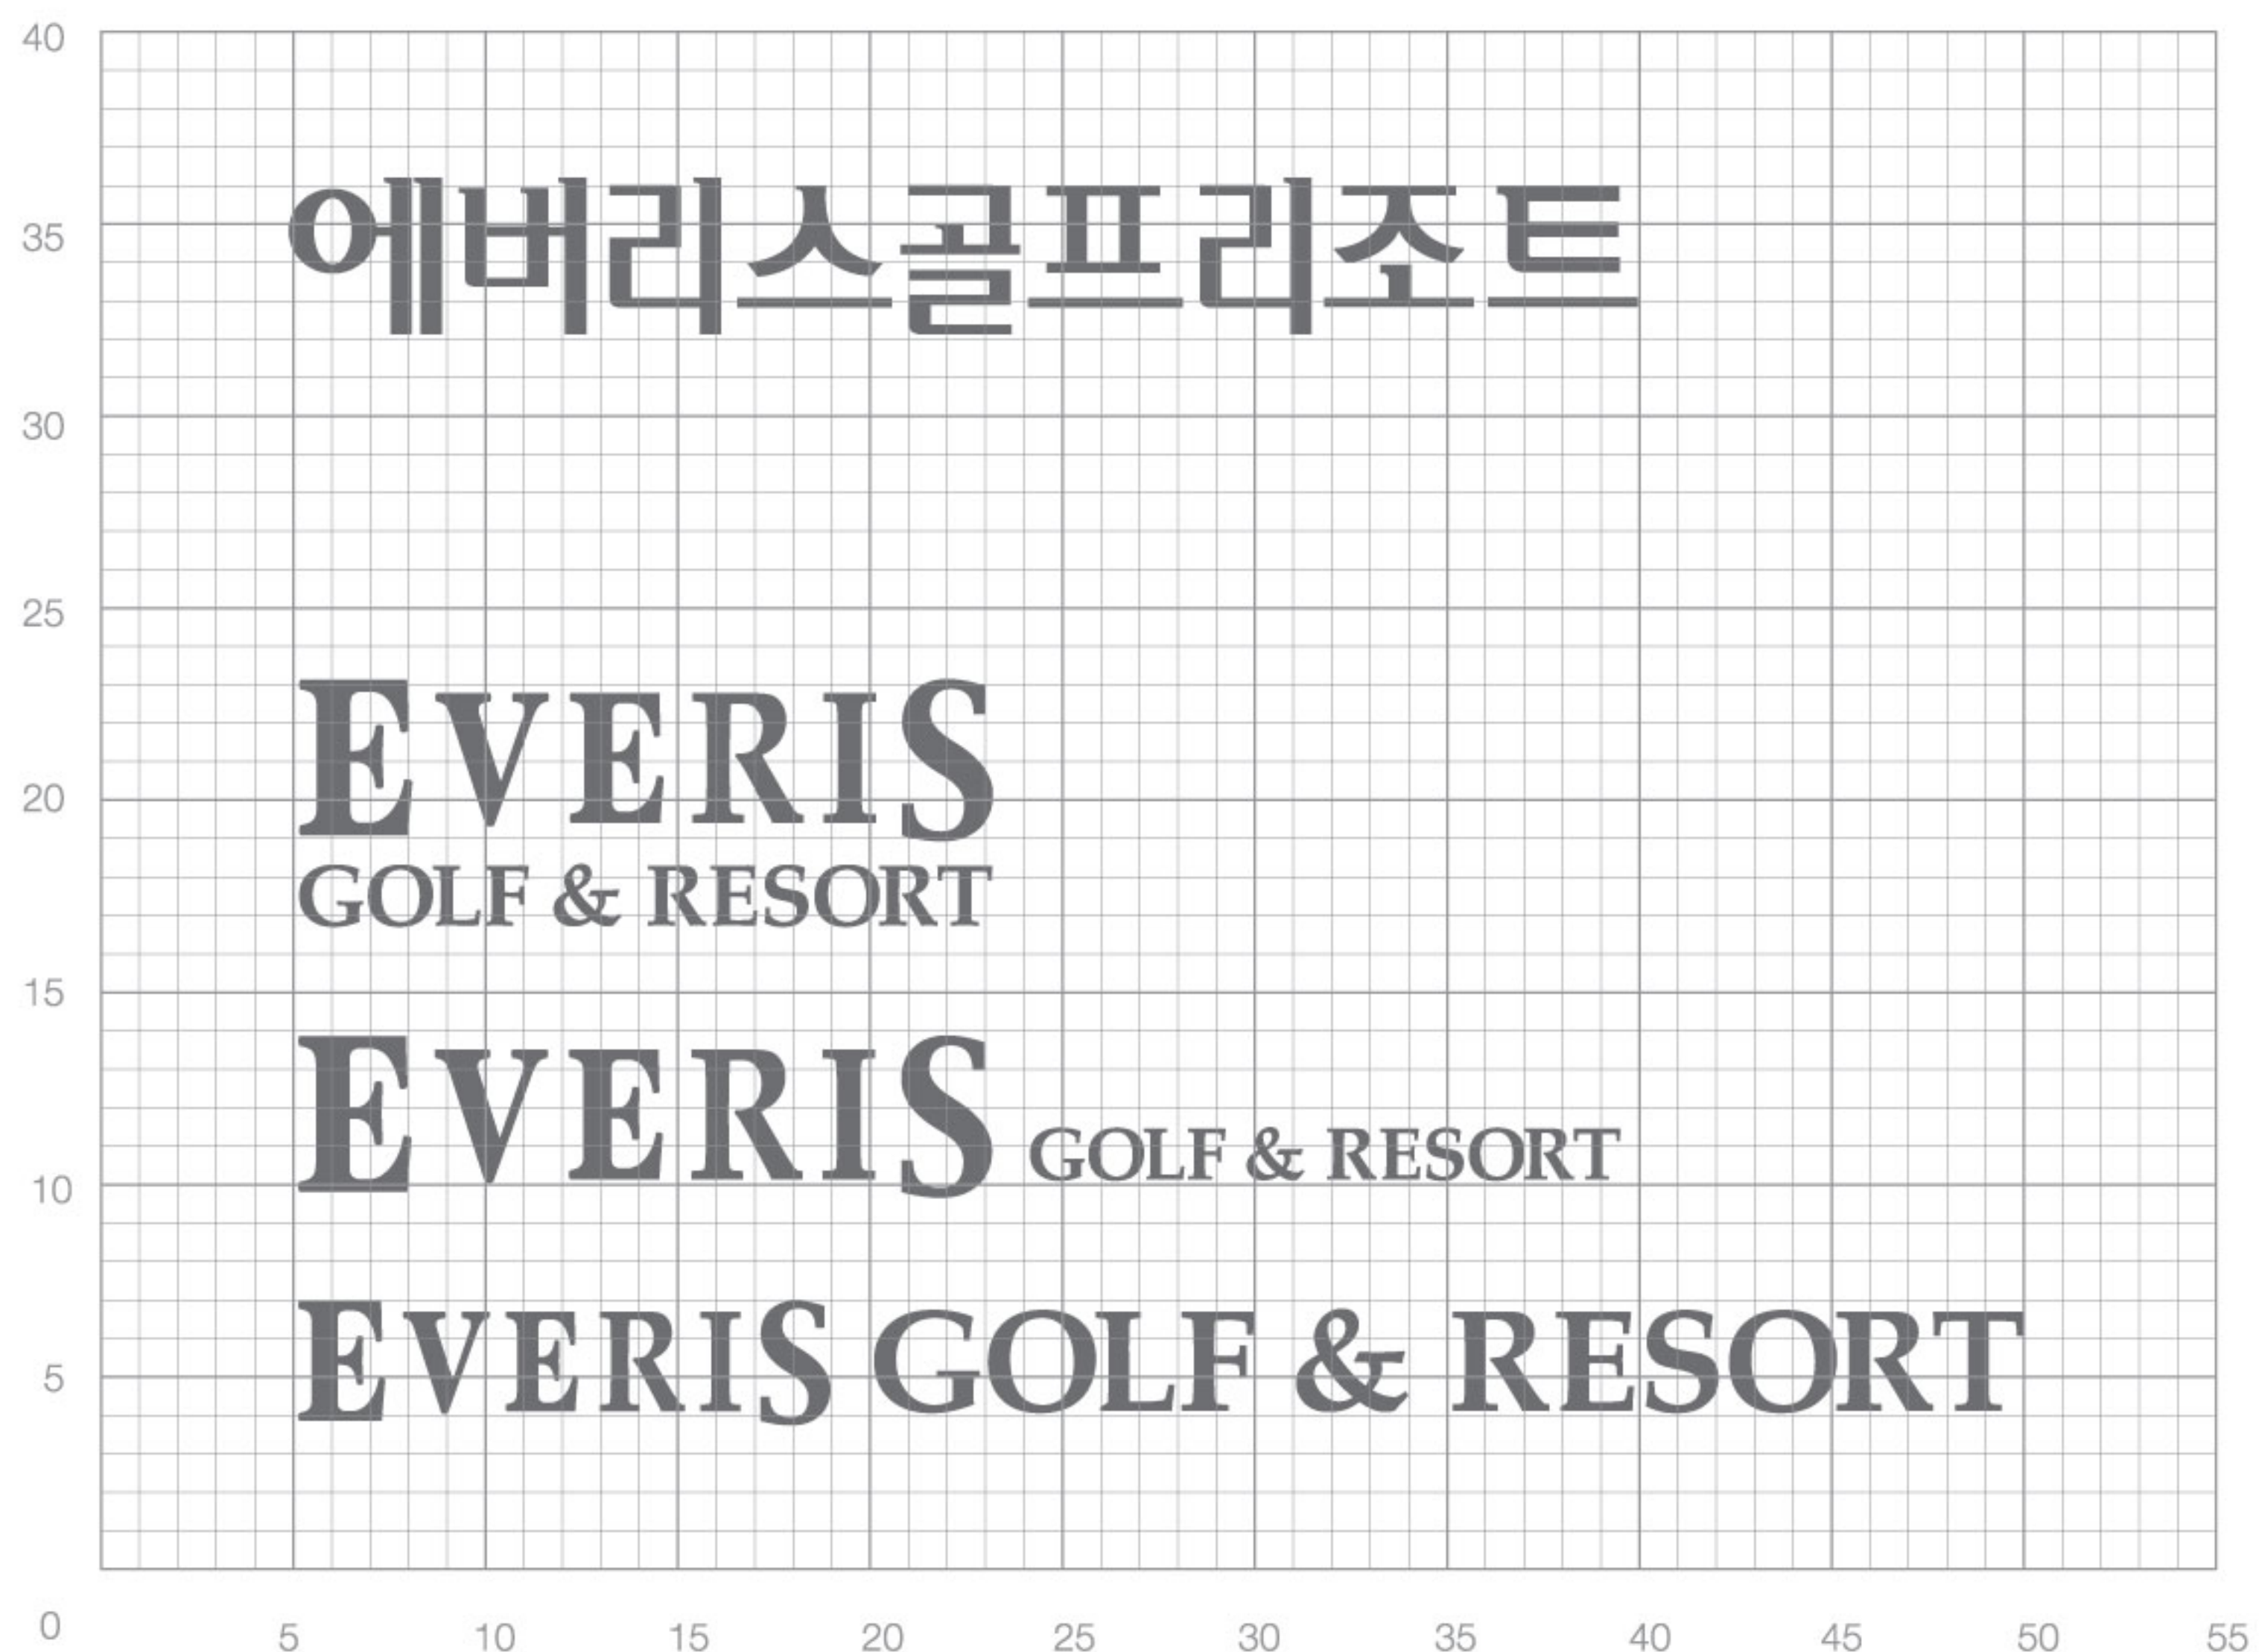 40
에버리스골프리조트
35
30
25
EVERIS
20
GOLF & RESORT
15
EVERIS GOLF & RESORT
10
EVERIS GOLF & RESORT
5
0 5 10 15 20 25 30 35 40 45 50 55